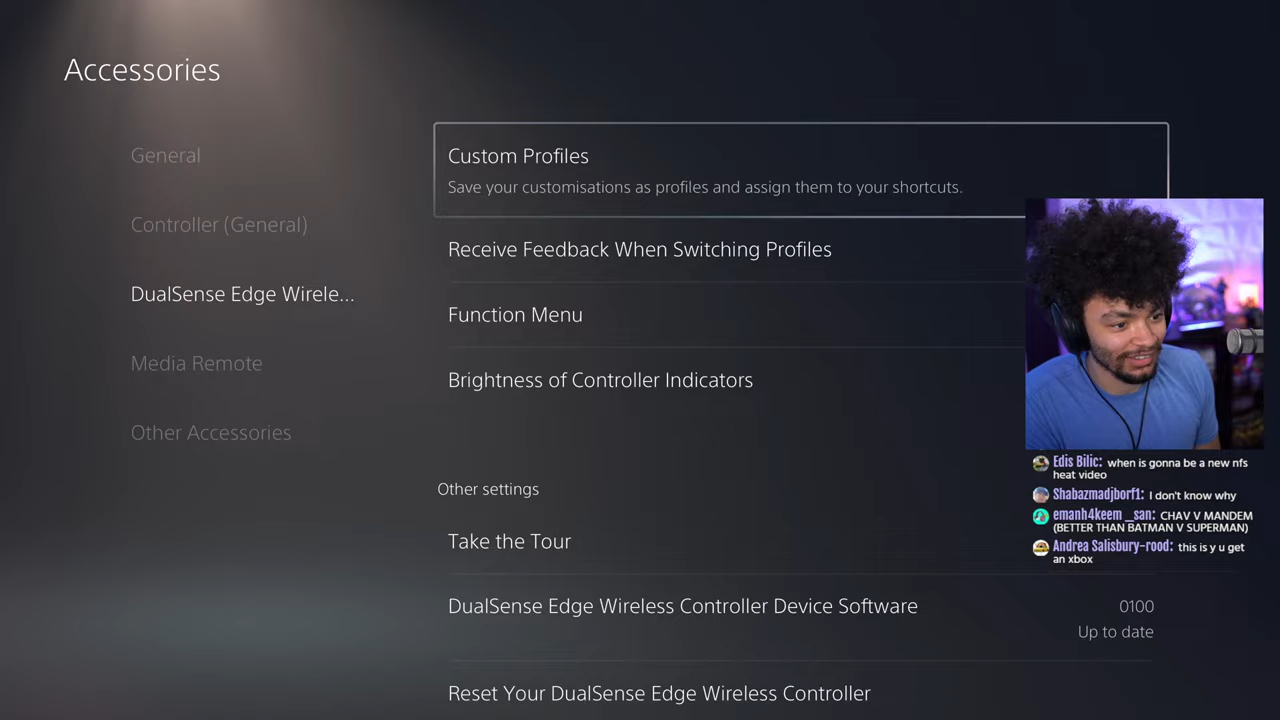 Accessories
General
Controller (General)
DualSense Edge Wirele...
Media Remote
Other Accessories
Custom Profiles
Save your customisations as profiles and assign them to your shortcuts.
Receive Feedback When Switching Profiles
Function Menu
Brightness of Controller Indicators
Other settings
Take the Tour
DualSense Edge Wireless Controller Device Software
0100
Up to date
Reset Your DualSense Edge Wireless Controller
Edis Bilic: when is gonna be a new nfs
heat video
Shabazmadjborf1: I don't know why
emanh4keem _san: CHAV V MANDEM
(BETTER THAN BATMAN V SUPERMAN)
Andrea Salisbury-rood: this is y u get
an xbox